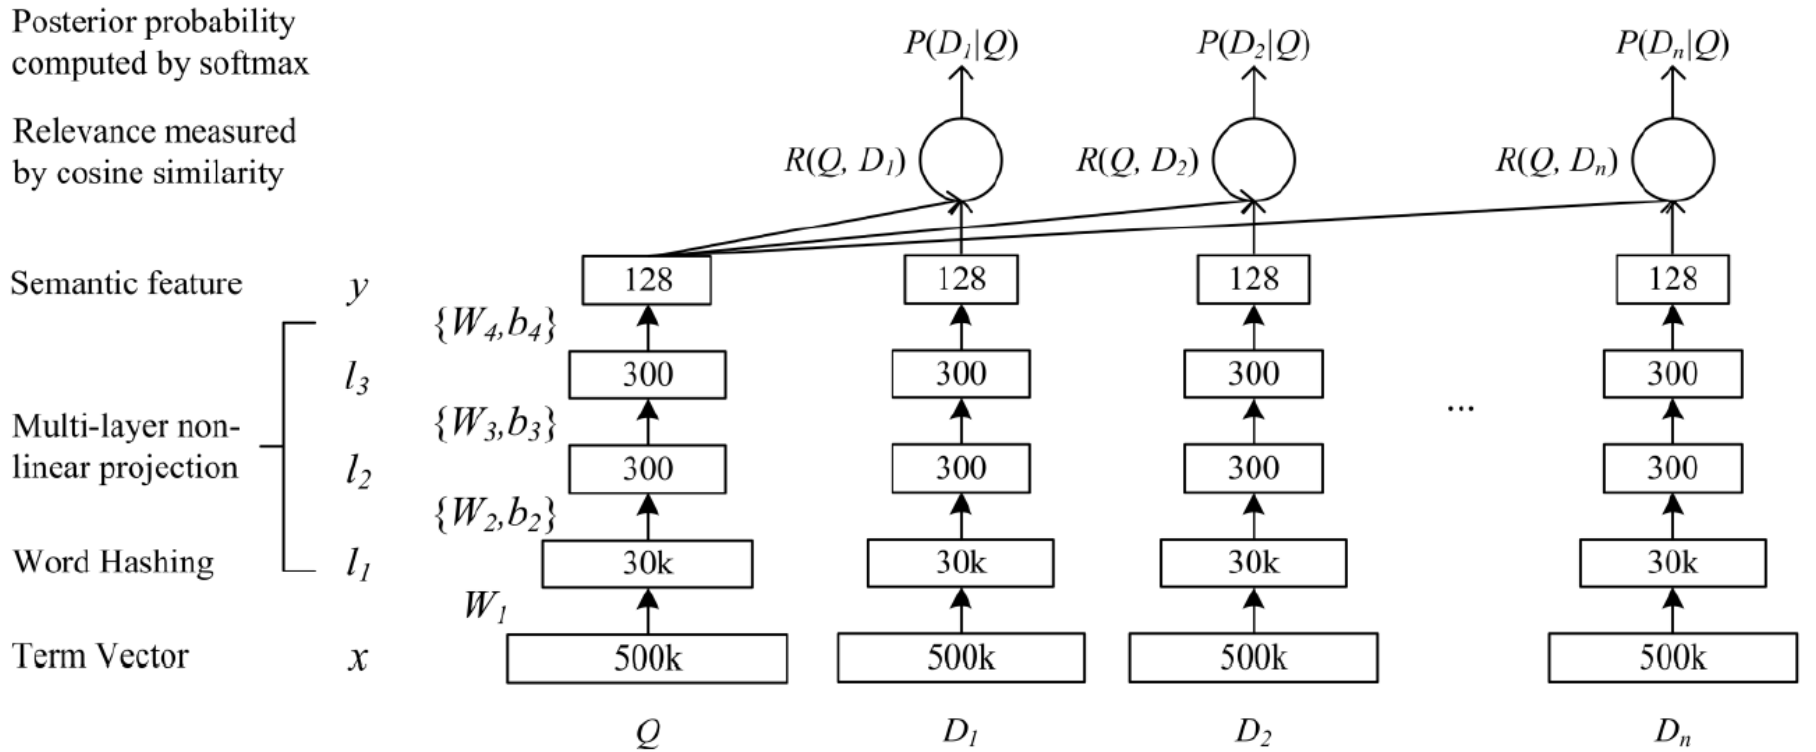 Posterior probability
computed by softmax
P(D1|Q) P(D2|Q) P(Dn|Q)
Relevance measured
by cosine similarity
R(Q, D1) R(Q, D2) R(Q, Dn)
Semantic feature y 128 128 128 128
{W4,b4}
l3 300 300 300 300
Multi-layer non-
linear projection
{W3,b3} ...
l2 300 300 300 300
{W2,b2}
Word Hashing l1 30k 30k 30k 30k
W1
Term Vector x 500k 500k 500k 500k
Q D1 D2 Dn